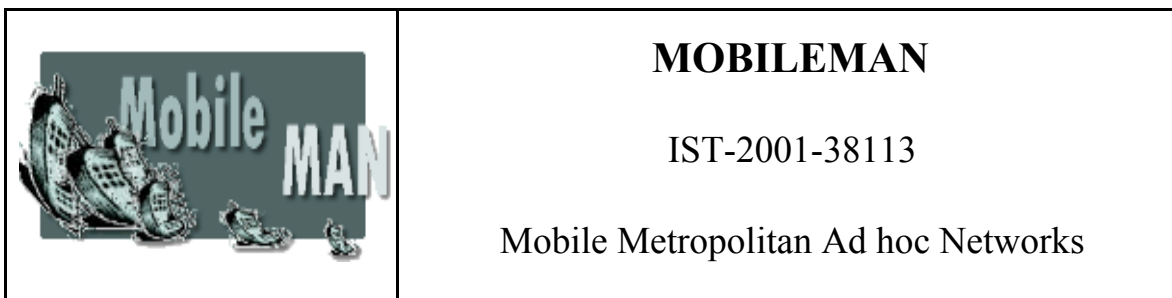 Mobile
MAN
MOBILEMAN
IST-2001-38113
Mobile Metropolitan Ad hoc Networks